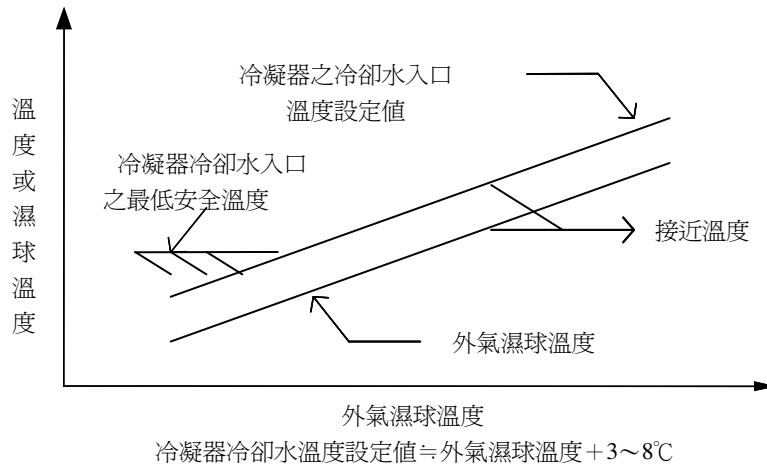 溫度或濕球溫度
冷凝器之冷卻水入口
溫度設定值
冷凝器冷卻水入口
之最低安全溫度
接近溫度
外氣濕球溫度
外氣濕球溫度
冷凝器冷卻水溫度設定值≒外氣濕球溫度＋3～8℃